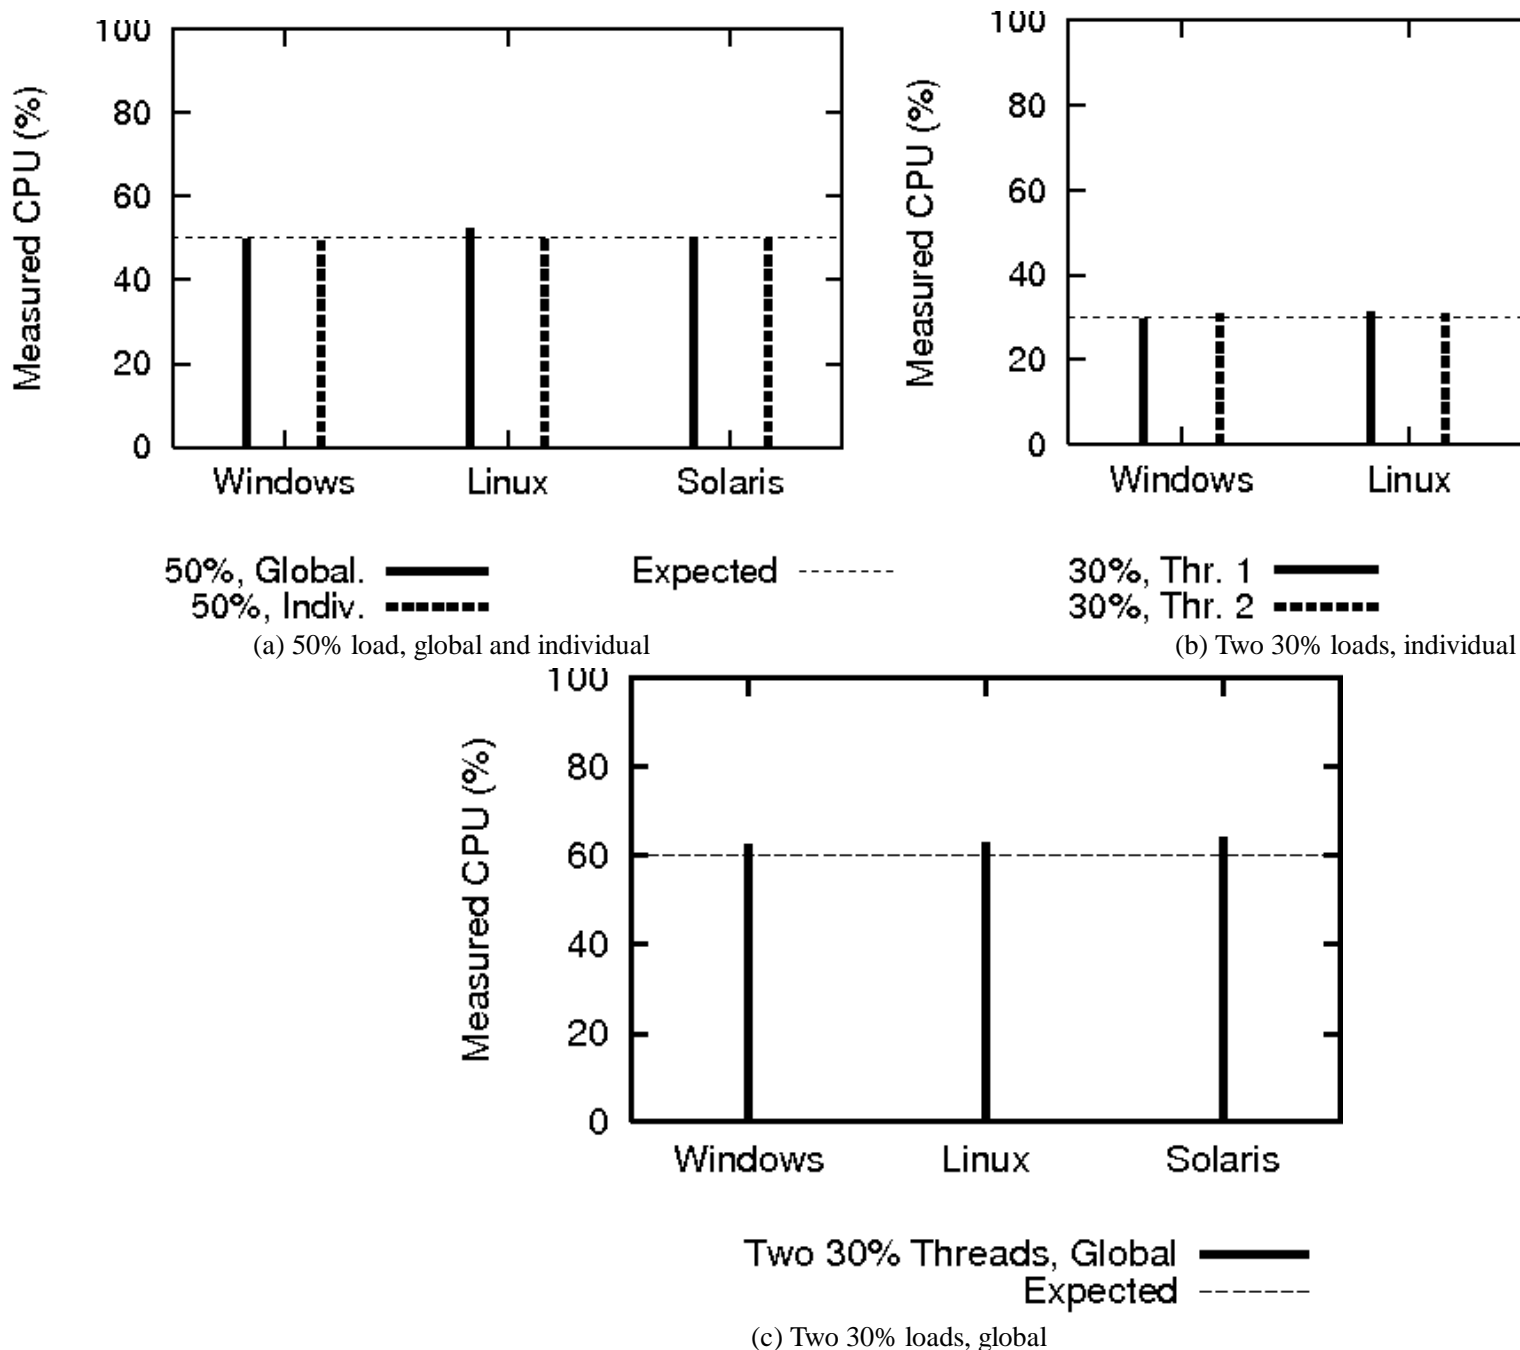 100
80
60
40
20
0
Measured CPU (%)
Windows Linux Solaris
50%, Global.
50%, Indiv.
Expected
(a) 50% load, global and individual
100
80
60
40
20
0
Measured CPU (%)
Windows Linux
30%, Thr. 1
30%, Thr. 2
(b) Two 30% loads, individual
100
80
60
40
20
0
Measured CPU (%)
Windows Linux Solaris
Two 30% Threads, Global
Expected
(c) Two 30% loads, global